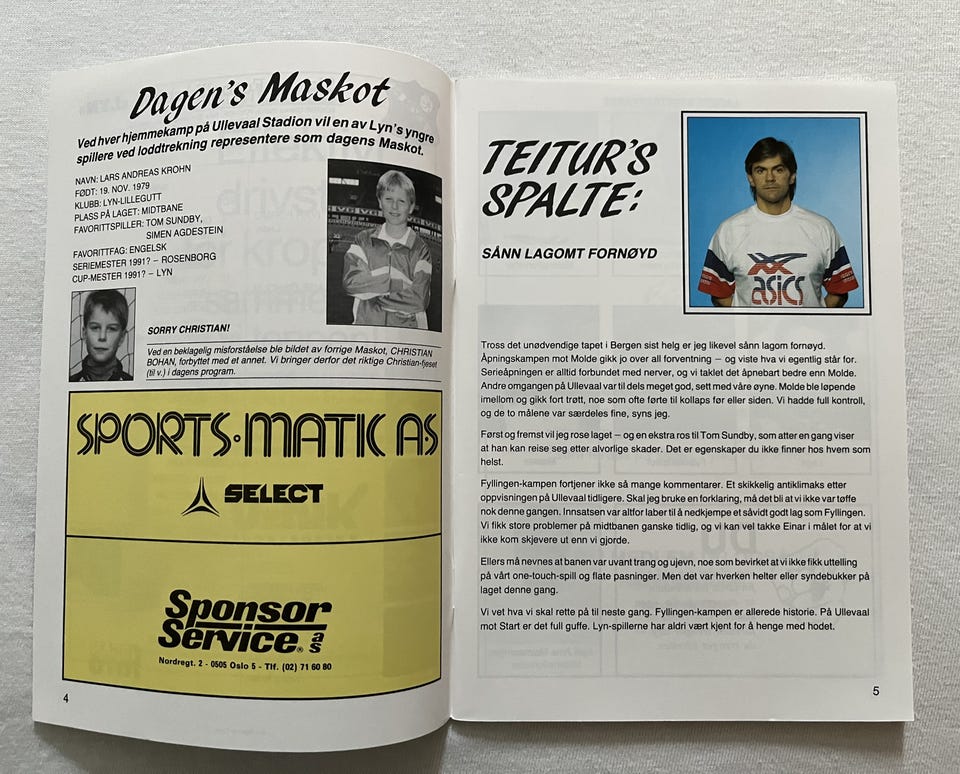 Dagen's Maskot
Ved hver hjemmekamp på Ullevaal Stadion vil en av Lyn's yngre
spillere ved loddtrekning representere som dagens Maskot.
NAVN: LARS ANDREAS KROHN
FØDT: 19. NOV. 1979
KLUBB: LYN-LILLEGUTT
PLASS PÅ LAGET: MIDTBANE
FAVORITTSPILLER: TOM SUNDBY,
SIMEN AGDESTEIN
FAVORITTFAG: ENGELSK
SERIEMESTER 1991? – ROSENBORG
CUP-MESTER 1991? – LYN
SORRY CHRISTIAN!
Ved en beklagelig misforståelse ble bildet av forrige Maskot, CHRISTIAN
BOHAN, forbyttet med et annet. Vi bringer derfor det riktige Christian-fjeset
(til v.) i dagens program.
SPORTS·MATIC A·S
SELECT
Sponsor
Service® as
Nordregt. 2 - 0505 Oslo 5 - Tlf. (02) 71 60 80
4
TEITUR'S
SPALTE:
SÅNN LAGOMT FORNØYD
asics
Tross det unødvendige tapet i Bergen sist helg er jeg likevel sånn lagom fornøyd.
Åpningskampen mot Molde gikk jo over all forventning – og viste hva vi egentlig står for.
Serieåpningen er alltid forbundet med nerver, og vi taklet det åpenbart bedre enn Molde.
Andre omgangen på Ullevaal var til dels meget god, sett med våre øyne. Molde ble løpende
imellom og gikk fort trøtt, noe som ofte førte til kollaps før eller siden. Vi hadde full kontroll,
og de to målene var særdeles fine, syns jeg.
Først og fremst vil jeg rose laget – og en ekstra ros til Tom Sundby, som atter en gang viser
at han kan reise seg etter alvorlige skader. Det er egenskaper du ikke finner hos hvem som
helst.
Fyllingen-kampen fortjener ikke så mange kommentarer. Et skikkelig antiklimaks etter
oppvisningen på Ullevaal tidligere. Skal jeg bruke en forklaring, må det bli at vi ikke var tøffe
nok denne gangen. Innsatsen var altfor laber til å nedkjempe et såvidt godt lag som Fyllingen.
Vi fikk store problemer på midtbanen ganske tidlig, og vi kan vel takke Einar i målet for at vi
ikke kom skjevere ut enn vi gjorde.
Ellers må nevnes at banen var uvant trang og ujevn, noe som bevirket at vi ikke fikk uttelling
på vårt one-touch-spill og flate pasninger. Men det var hverken helter eller syndebukker på
laget denne gang.
Vi vet hva vi skal rette på til neste gang. Fyllingen-kampen er allerede historie. På Ullevaal
mot Start er det full guffe. Lyn-spillerne har aldri vært kjent for å henge med hodet.
5